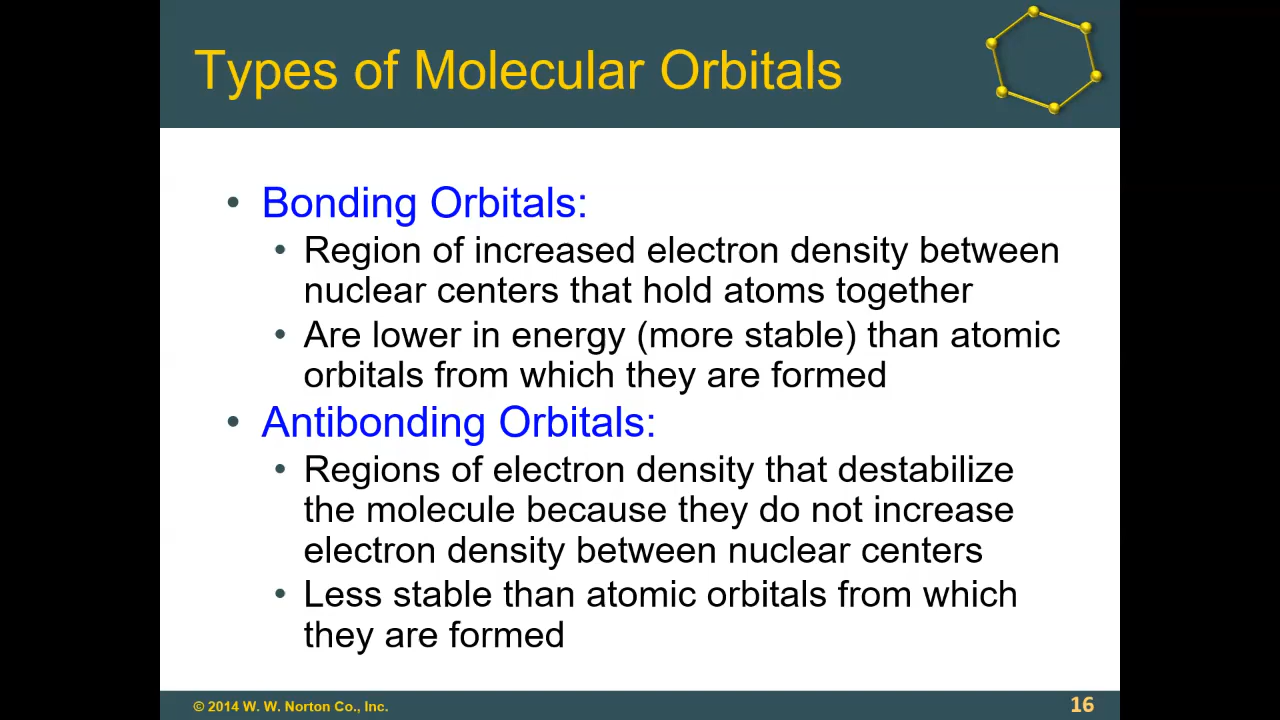 Types of Molecular Orbitals
• Bonding Orbitals:
• Region of increased electron density between
nuclear centers that hold atoms together
• Are lower in energy (more stable) than atomic
orbitals from which they are formed
• Antibonding Orbitals:
• Regions of electron density that destabilize
the molecule because they do not increase
electron density between nuclear centers
• Less stable than atomic orbitals from which
they are formed
© 2014 W. W. Norton Co., Inc.
16